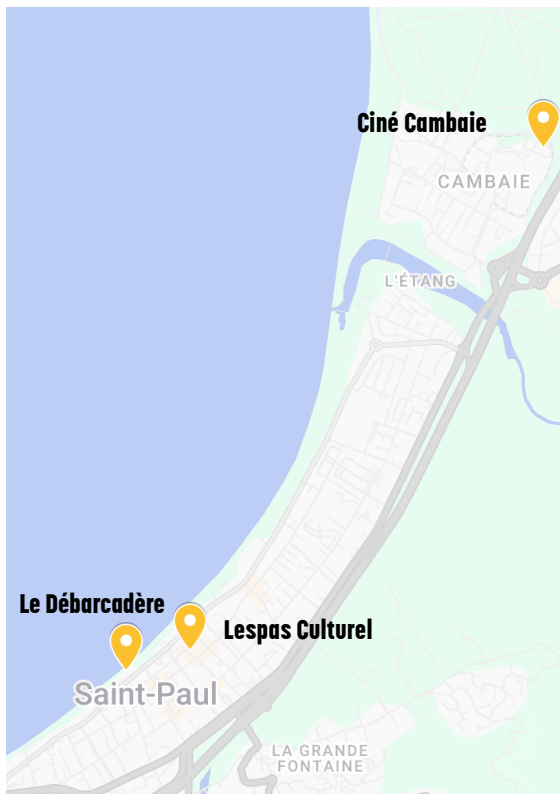 Ciné Cambaie
CAMBAIE
L'ÉTANG
Le Débarcadère
Lespas Culturel
Saint-Paul
LA GRANDE
FONTAINE